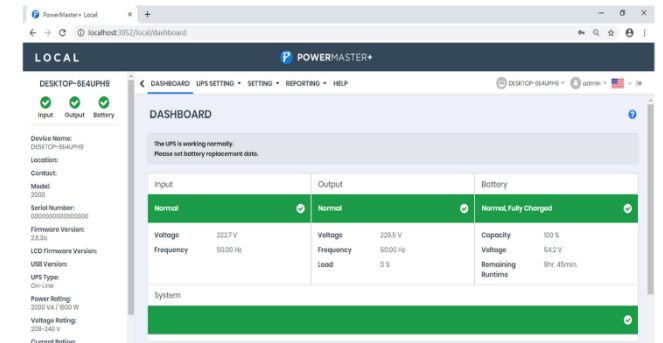 PowerMaster+ Local
localhost:3052/local/dashboard
LOCAL
POWERMASTER+
DESKTOP-6E4UPH9
DASHBOARD UPS SETTING SETTING REPORTING HELP
DESKTOP-6E4UPH9 admin
Input Output Battery
DASHBOARD
Device Name:
DESKTOP-6E4UPH9
Location:
Contact:
Model:
2000
Serial Number:
0000000000000000
Firmware Version:
2.8.3a
LCD Firmware Version:
USB Version:
UPS Type:
On-Line
Power Rating:
2000 VA / 1800 W
Voltage Rating:
208-240 V
Current Rating:
The UPS is working normally.
Please set battery replacement date.
Input
Normal
Voltage 222.7 V
Frequency 50.00 Hz
Output
Normal
Voltage 229.5 V
Frequency 50.00 Hz
Load 0 %
Battery
Normal, Fully Charged
Capacity 100 %
Voltage 54.2 V
Remaining Runtime 9hr. 45min.
System